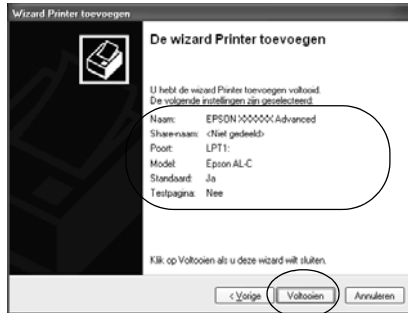 Wizard Printer toevoegen
De wizard Printer toevoegen
U hebt de wizard Printer toevoegen voltooid.
De volgende instellingen zijn geselecteerd:
Naam: EPSON XXXXXX Advanced
Share-naam: <Niet gedeeld>
Poort: LPT1:
Model: Epson AL-C
Standaard: Ja
Testpagina: Nee
Klik op Voltooien als u deze wizard wilt sluiten.
< Vorige Voltooien Annuleren